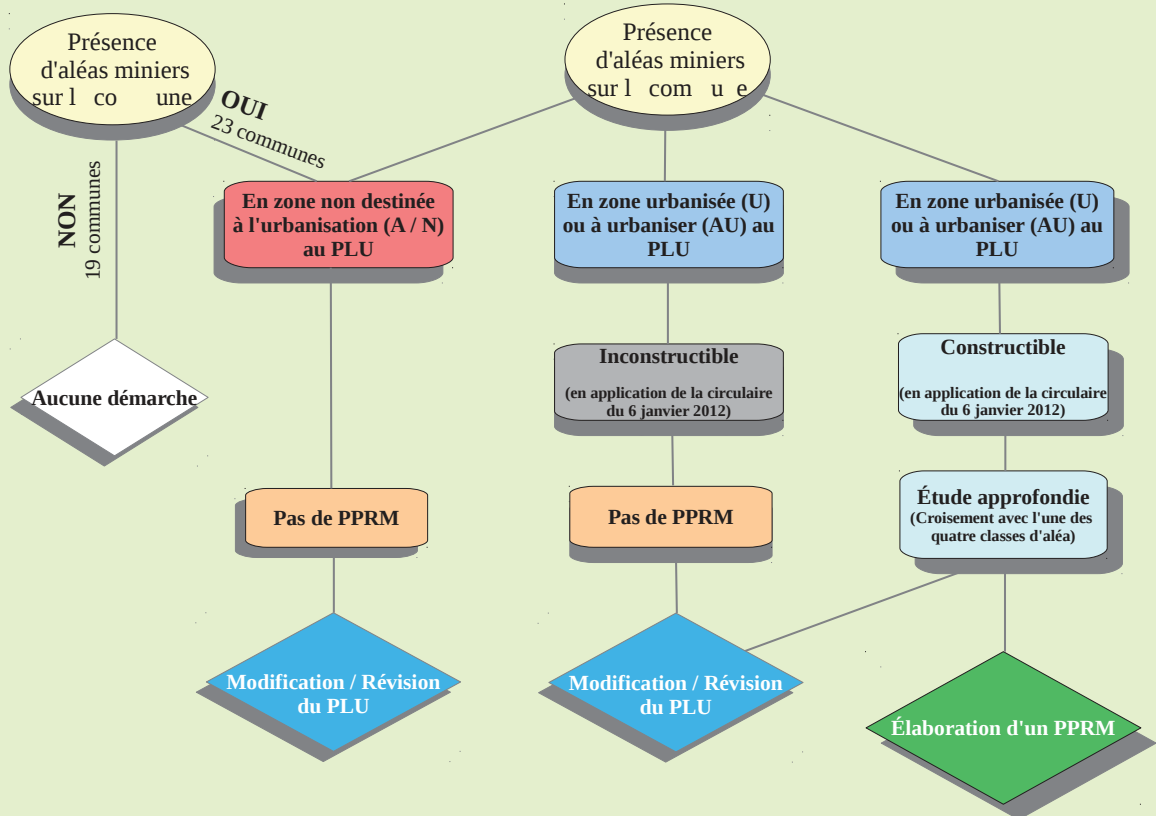 Présence
d'aléas miniers
sur l co une
OUI
23 communes
NON
19 communes
Aucune démarche
Présence
d'aléas miniers
sur l com u e
En zone non destinée
à l'urbanisation (A / N)
au PLU
En zone urbanisée (U)
ou à urbaniser (AU) au
PLU
En zone urbanisée (U)
ou à urbaniser (AU) au
PLU
Inconstructible
(en application de la circulaire
du 6 janvier 2012)
Constructible
(en application de la circulaire
du 6 janvier 2012)
Pas de PPRM
Pas de PPRM
Étude approfondie
(Croisement avec l'une des
quatre classes d'aléa)
Modification / Révision
du PLU
Modification / Révision
du PLU
Élaboration d'un PPRM